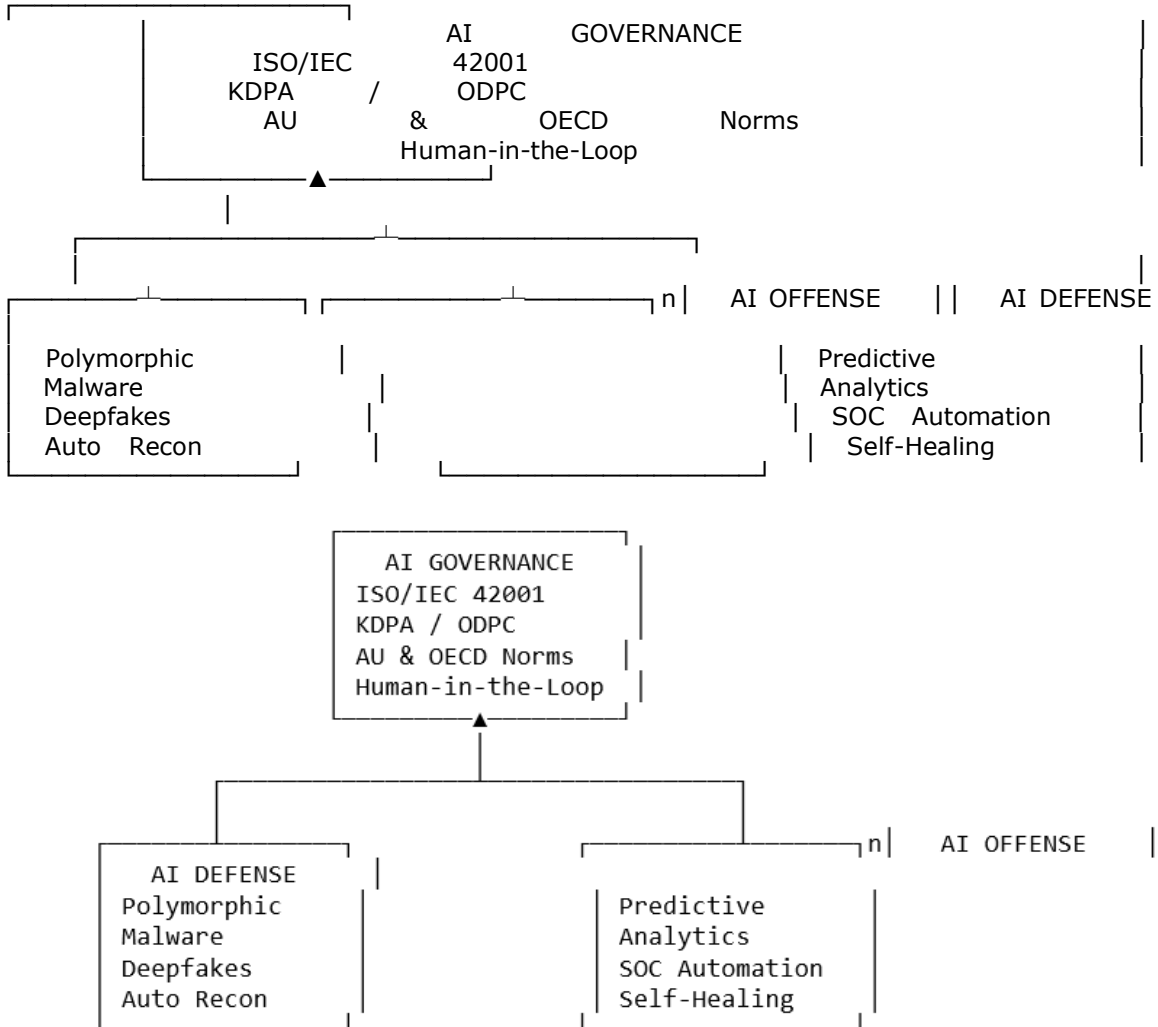 AI GOVERNANCE
ISO/IEC 42001
KDPA / ODPC
AU & OECD Norms
Human-in-the-Loop
n AI OFFENSE AI DEFENSE
Polymorphic Predictive
Malware Analytics
Deepfakes SOC Automation
Auto Recon Self-Healing
AI GOVERNANCE
ISO/IEC 42001
KDPA / ODPC
AU & OECD Norms
Human-in-the-Loop
n AI OFFENSE
AI DEFENSE
Polymorphic Predictive
Malware Analytics
Deepfakes SOC Automation
Auto Recon Self-Healing